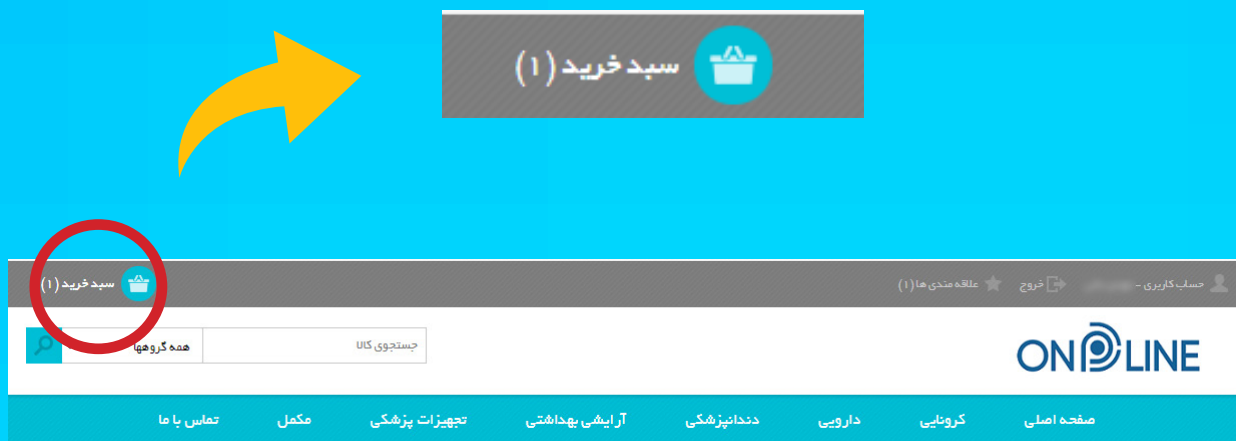 سبد خرید (۱)
حساب کاربری - خروج علاقه مندی ها (۱) سبد خرید (۱)
ONPLINE جستجوی کالا همه گروهها
صفحه اصلی کرونایی دارویی دندانپزشکی آرایشی بهداشتی تجهیزات پزشکی مکمل تماس با ما